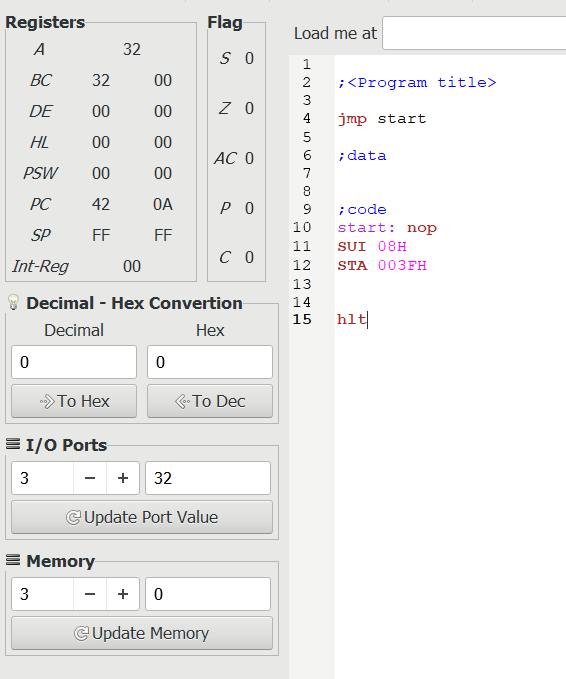 Registers
A 32
BC 32 00
DE 00 00
HL 00 00
PSW 00 00
PC 42 0A
SP FF FF
Int-Reg 00
Flag
S 0
Z 0
AC 0
P 0
C 0
Decimal - Hex Convertion
Decimal Hex
0 0
To Hex To Dec
I/O Ports
3 − + 32
Update Port Value
Memory
3 − + 0
Update Memory
Load me at
1
2 ;<Program title>
3
4 jmp start
5
6 ;data
7
8
9 ;code
10 start: nop
11 SUI 08H
12 STA 003FH
13
14
15 hlt